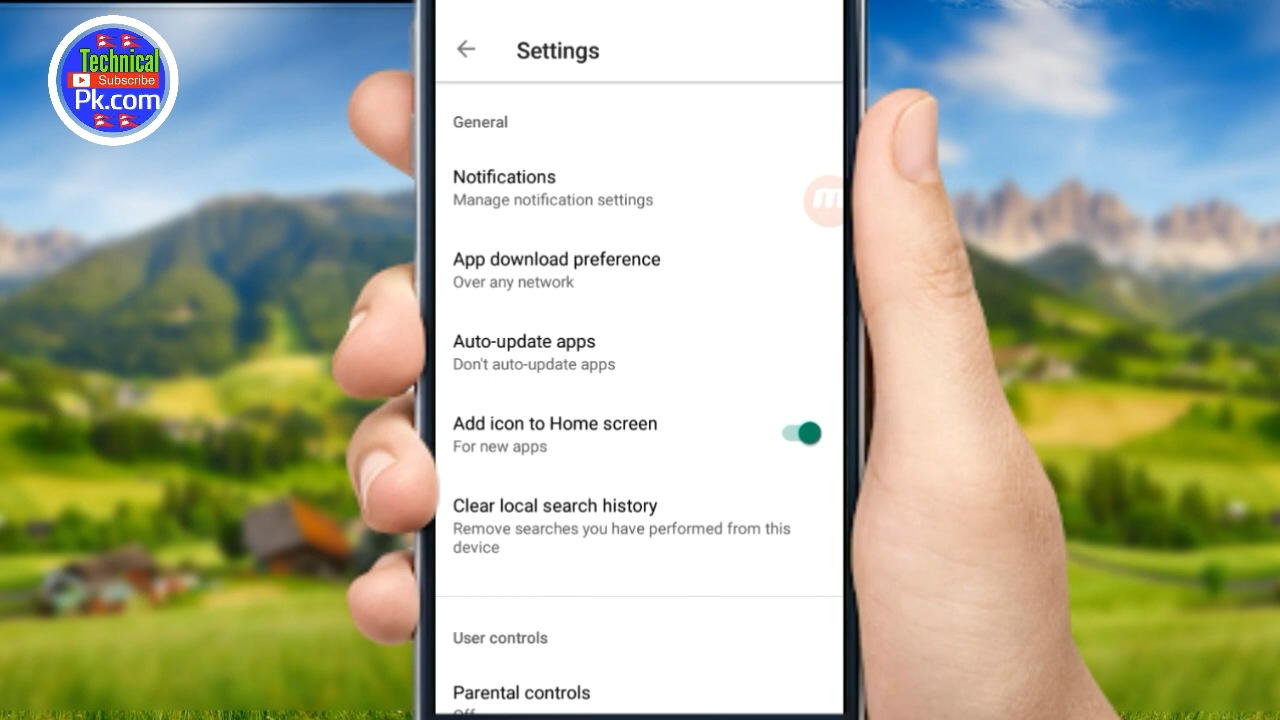 Technical
Subscribe
Pk.com
Settings
General
Notifications
Manage notification settings
m
App download preference
Over any network
Auto-update apps
Don't auto-update apps
Add icon to Home screen
For new apps
Clear local search history
Remove searches you have performed from this
device
User controls
Parental controls
Off